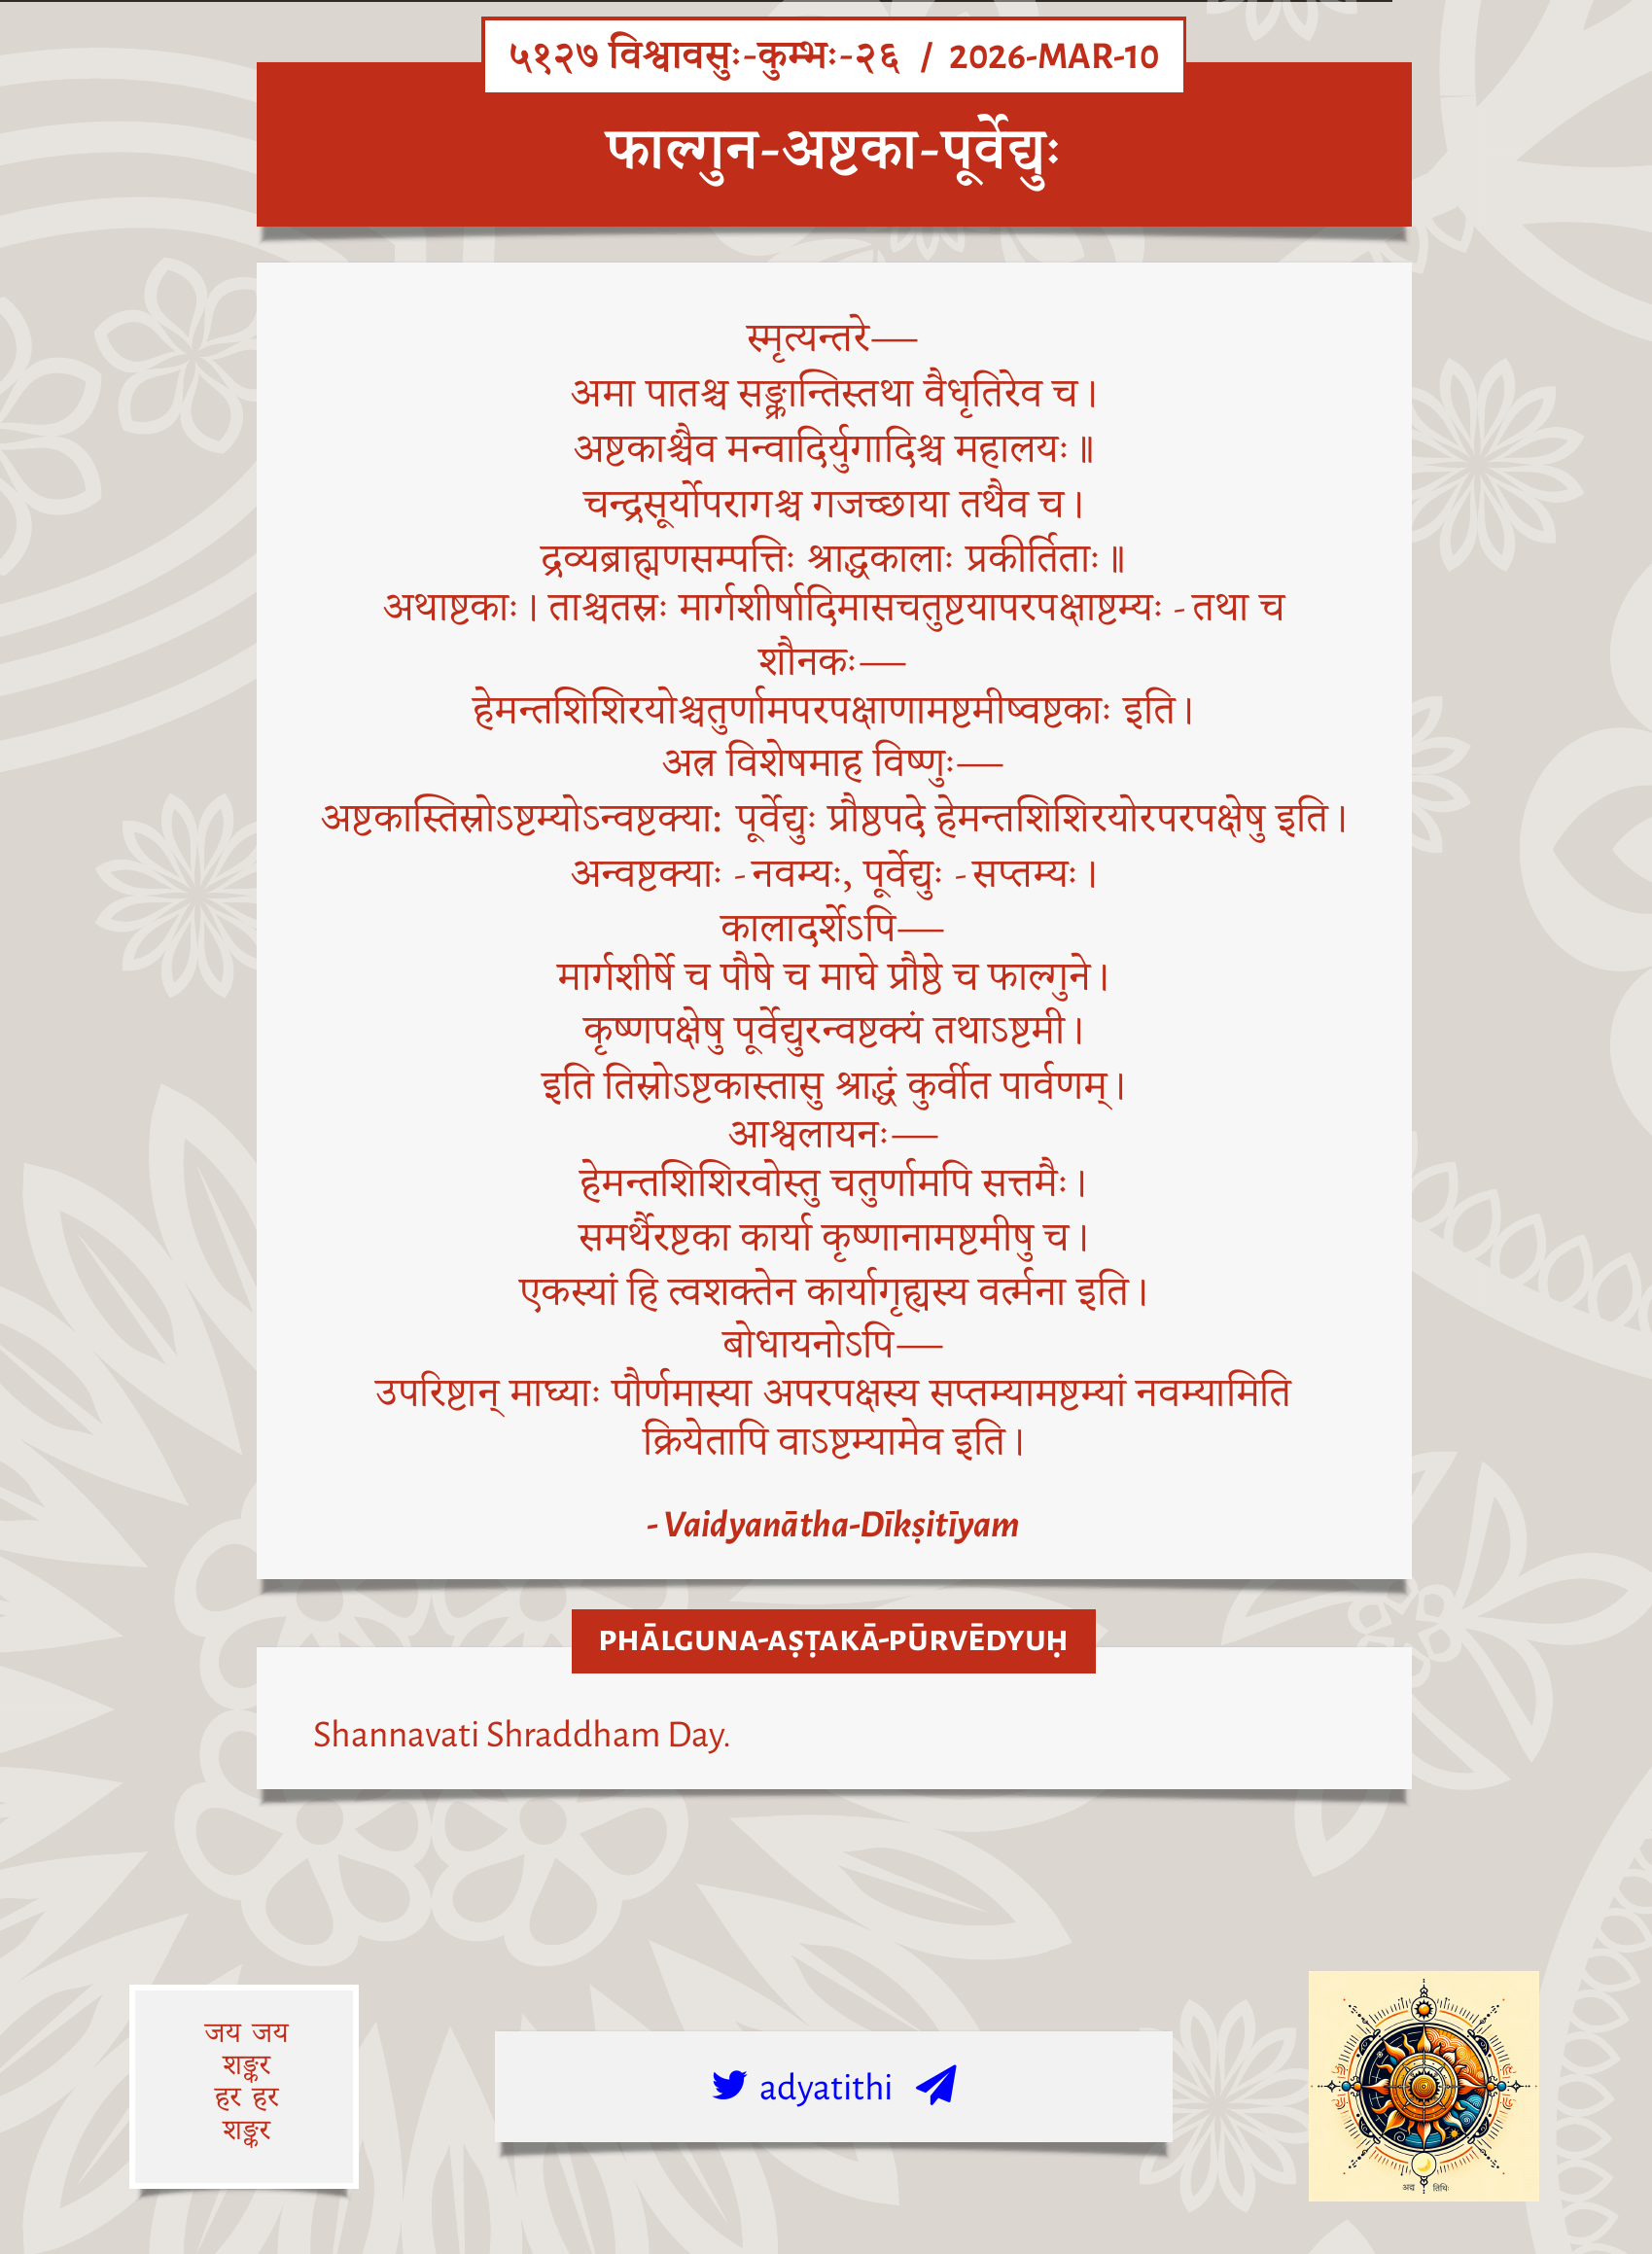 ५१२७ विश्वावसुः-कुम्भः-२६ / 2026-MAR-10
फाल्गुन-अष्टका-पूर्वेद्युः
स्मृत्यन्तरे—
अमा पातश्च सङ्क्रान्तिस्तथा वैधृतिरेव च।
अष्टकाश्चैव मन्वादिर्युगादिश्च महालयः॥
चन्द्रसूर्योपरागश्च गजच्छाया तथैव च।
द्रव्यब्राह्मणसम्पत्तिः श्राद्धकालाः प्रकीर्तिताः॥
अथाष्टकाः। ताश्चतस्रः मार्गशीर्षादिमासचतुष्टयापरपक्षाष्टम्यः - तथा च
शौनकः—
हेमन्तशिशिरयोश्चतुर्णामपरपक्षाणामष्टमीष्वष्टकाः इति।
अत्र विशेषमाह विष्णुः—
अष्टकास्तिस्रोऽष्टम्योऽन्वष्टक्या: पूर्वेद्युः प्रौष्ठपदे हेमन्तशिशिरयोरपरपक्षेषु इति।
अन्वष्टक्याः - नवम्यः, पूर्वेद्युः - सप्तम्यः।
कालादर्शेऽपि—
मार्गशीर्षे च पौषे च माघे प्रौष्ठे च फाल्गुने।
कृष्णपक्षेषु पूर्वेद्युरन्वष्टक्यं तथाऽष्टमी।
इति तिस्रोऽष्टकास्तासु श्राद्धं कुर्वीत पार्वणम्।
आश्वलायनः—
हेमन्तशिशिरवोस्तु चतुर्णामपि सत्तमैः।
समर्थैरष्टका कार्या कृष्णानामष्टमीषु च।
एकस्यां हि त्वशक्तेन कार्यागृह्यस्य वर्त्मना इति।
बोधायनोऽपि—
उपरिष्टान् माघ्याः पौर्णमास्या अपरपक्षस्य सप्तम्यामष्टम्यां नवम्यामिति
क्रियेतापि वाऽष्टम्यामेव इति।
- Vaidyanātha-Dīkṣitīyam
PHĀLGUNA-AṢṬAKĀ-PŪRVĒDYUḤ
Shannavati Shraddham Day.
जय जय
शङ्कर
हर हर
शङ्कर
adyatithi
अद्य तिथिः